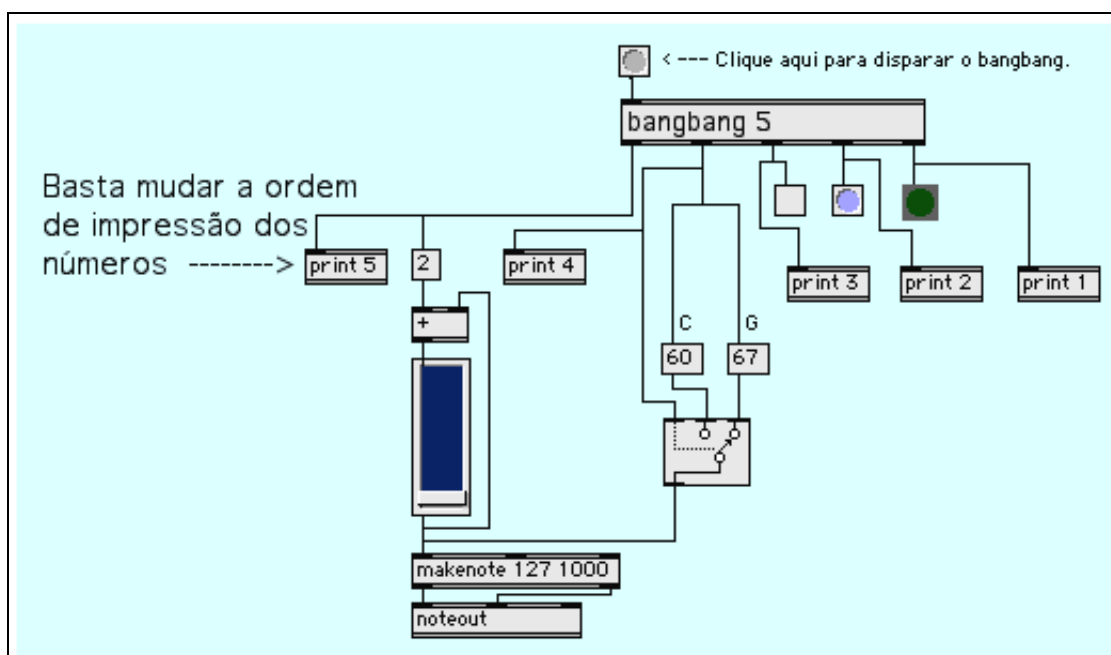 < --- Clique aqui para disparar o bangbang.
bangbang 5
Basta mudar a ordem
de impressão dos
números -------->
print 5
2
print 4
print 3
print 2
print 1
+
C
G
60
67
makenote 127 1000
noteout